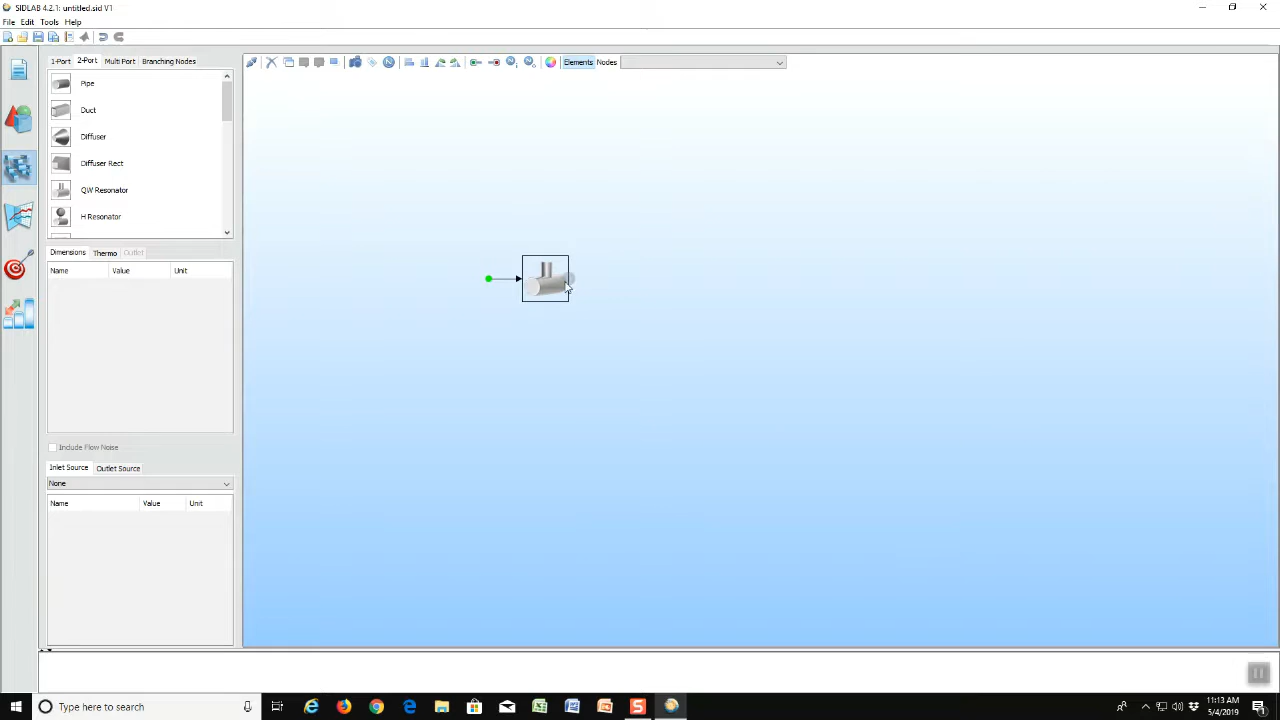 SIDLAB 4.2.1: untitled.sid V1
File Edit Tools Help
1-Port 2-Port Multi Port Branching Nodes
Elements Nodes
Pipe
Duct
Diffuser
Diffuser Rect
QW Resonator
H Resonator
Dimensions Thermo Outlet
Name Value Unit
Include Flow Noise
Inlet Source Outlet Source
None
Name Value Unit
Type here to search
11:13 AM
5/4/2019